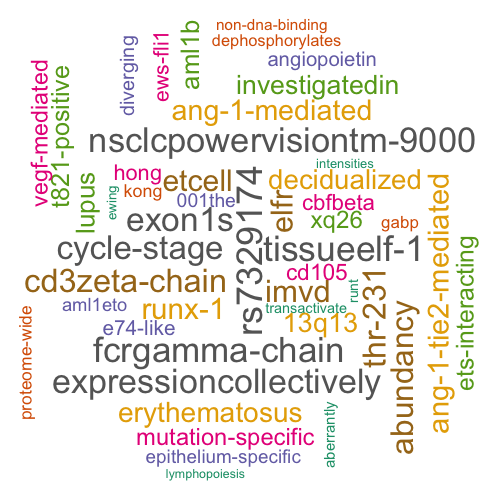 non-dna-binding
dephosphorylates
diverging
ews-fli1
aml1b
angiopoietin
vegf-mediated
t821-positive
investigatedin
ang-1-mediated
nsclcpowervisiontm-9000
intensities
hong
etcell
rs7329174
decidualized
kong
001the
elfr
cbfbeta
lupus
ewing
exon1s
xq26
gabp
cycle-stage
tissueelf-1
ang-1-tie2-mediated
ets-interacting
cd3zeta-chain
imvd
cd105
thr-231
runt
aml1eto
runx-1
transactivate
13q13
abundancy
e74-like
proteome-wide
fcrgamma-chain
expressioncollectively
erythematosus
mutation-specific
aberrantly
epithelium-specific
lymphopoiesis